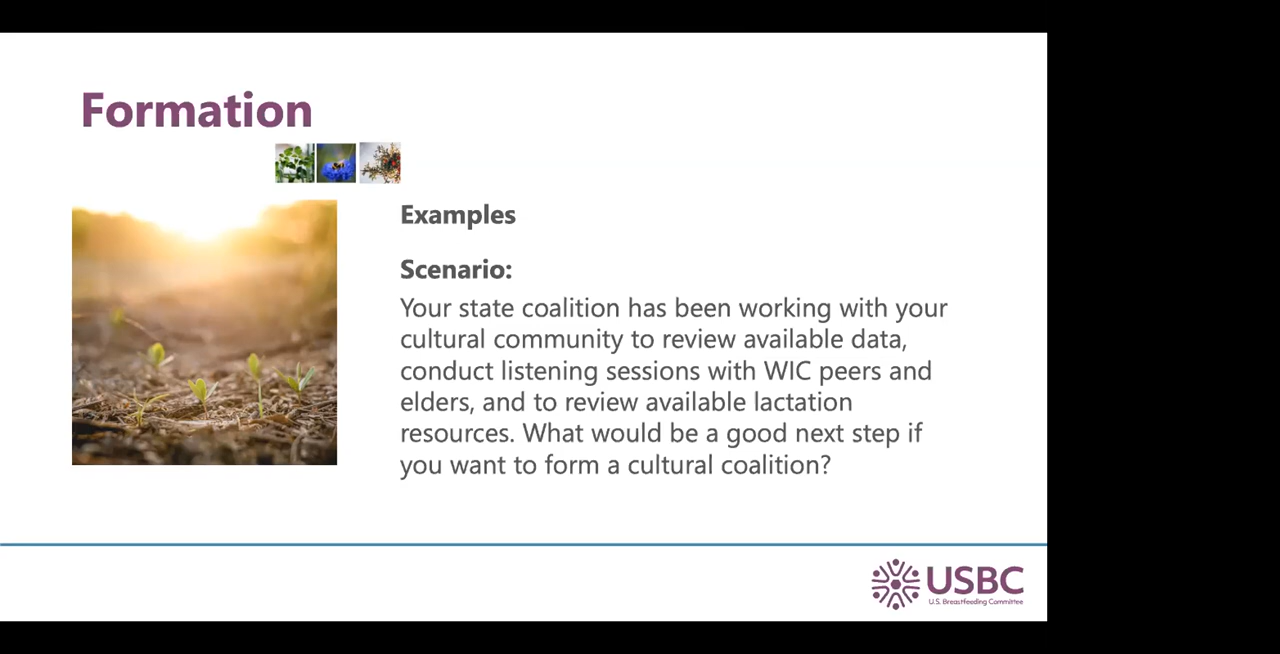 Formation
Examples
Scenario:
Your state coalition has been working with your
cultural community to review available data,
conduct listening sessions with WIC peers and
elders, and to review available lactation
resources. What would be a good next step if
you want to form a cultural coalition?
USBC
U.S. Breastfeeding Committee